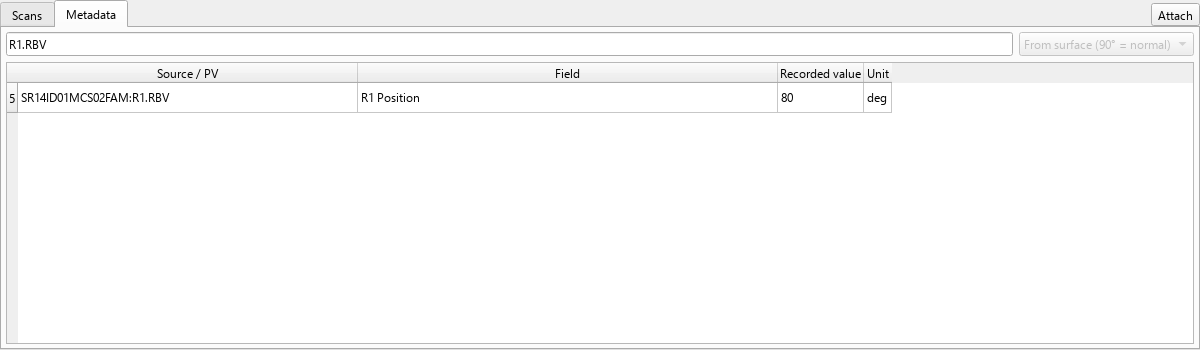 Scans
Metadata
Attach
R1.RBV
From surface (90° = normal)
Source / PV
Field
Recorded value
Unit
5
SR14ID01MCS02FAM:R1.RBV
R1 Position
80
deg